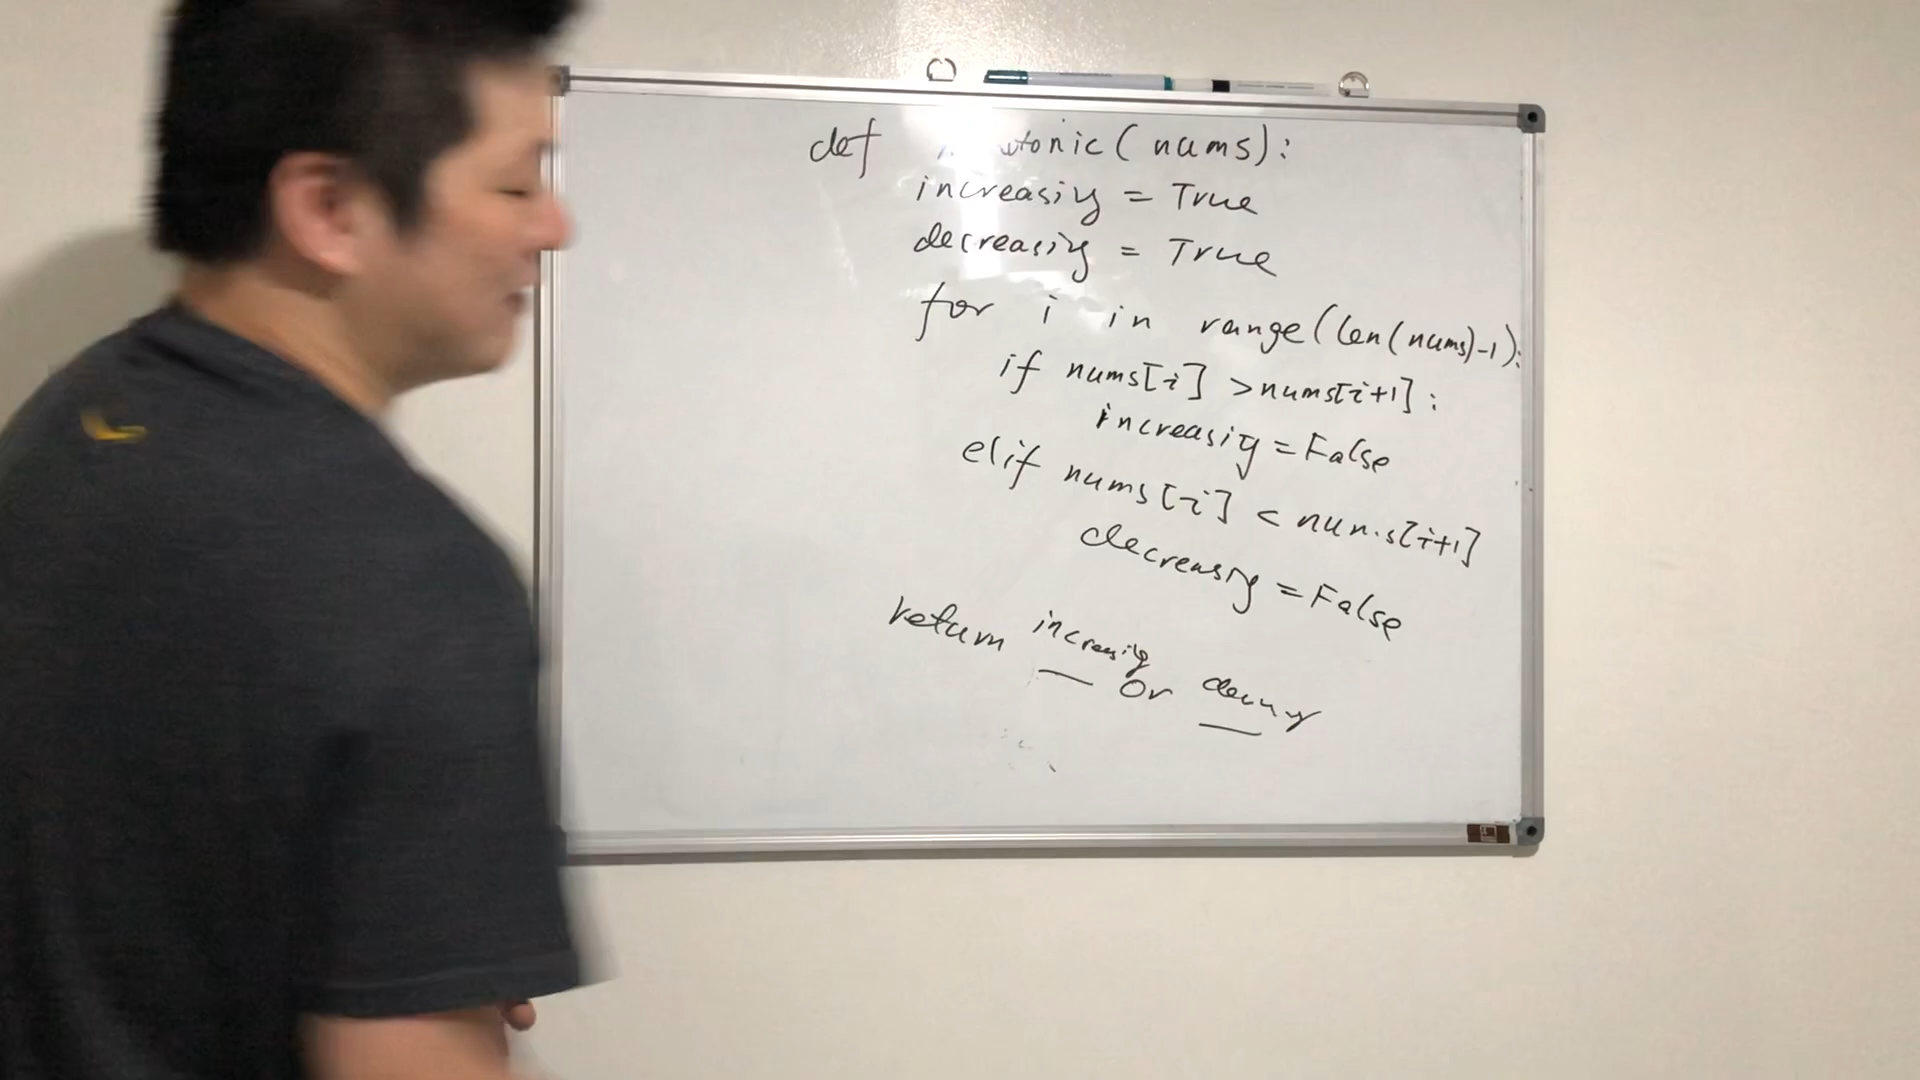 def (nums):
increasing = True
decreasing = True
for i in range(len(nums)-1):
if nums[i] > nums[i+1]:
increasing = False
elif nums[i] < nums[i+1]
decreasing = False
return increasing or